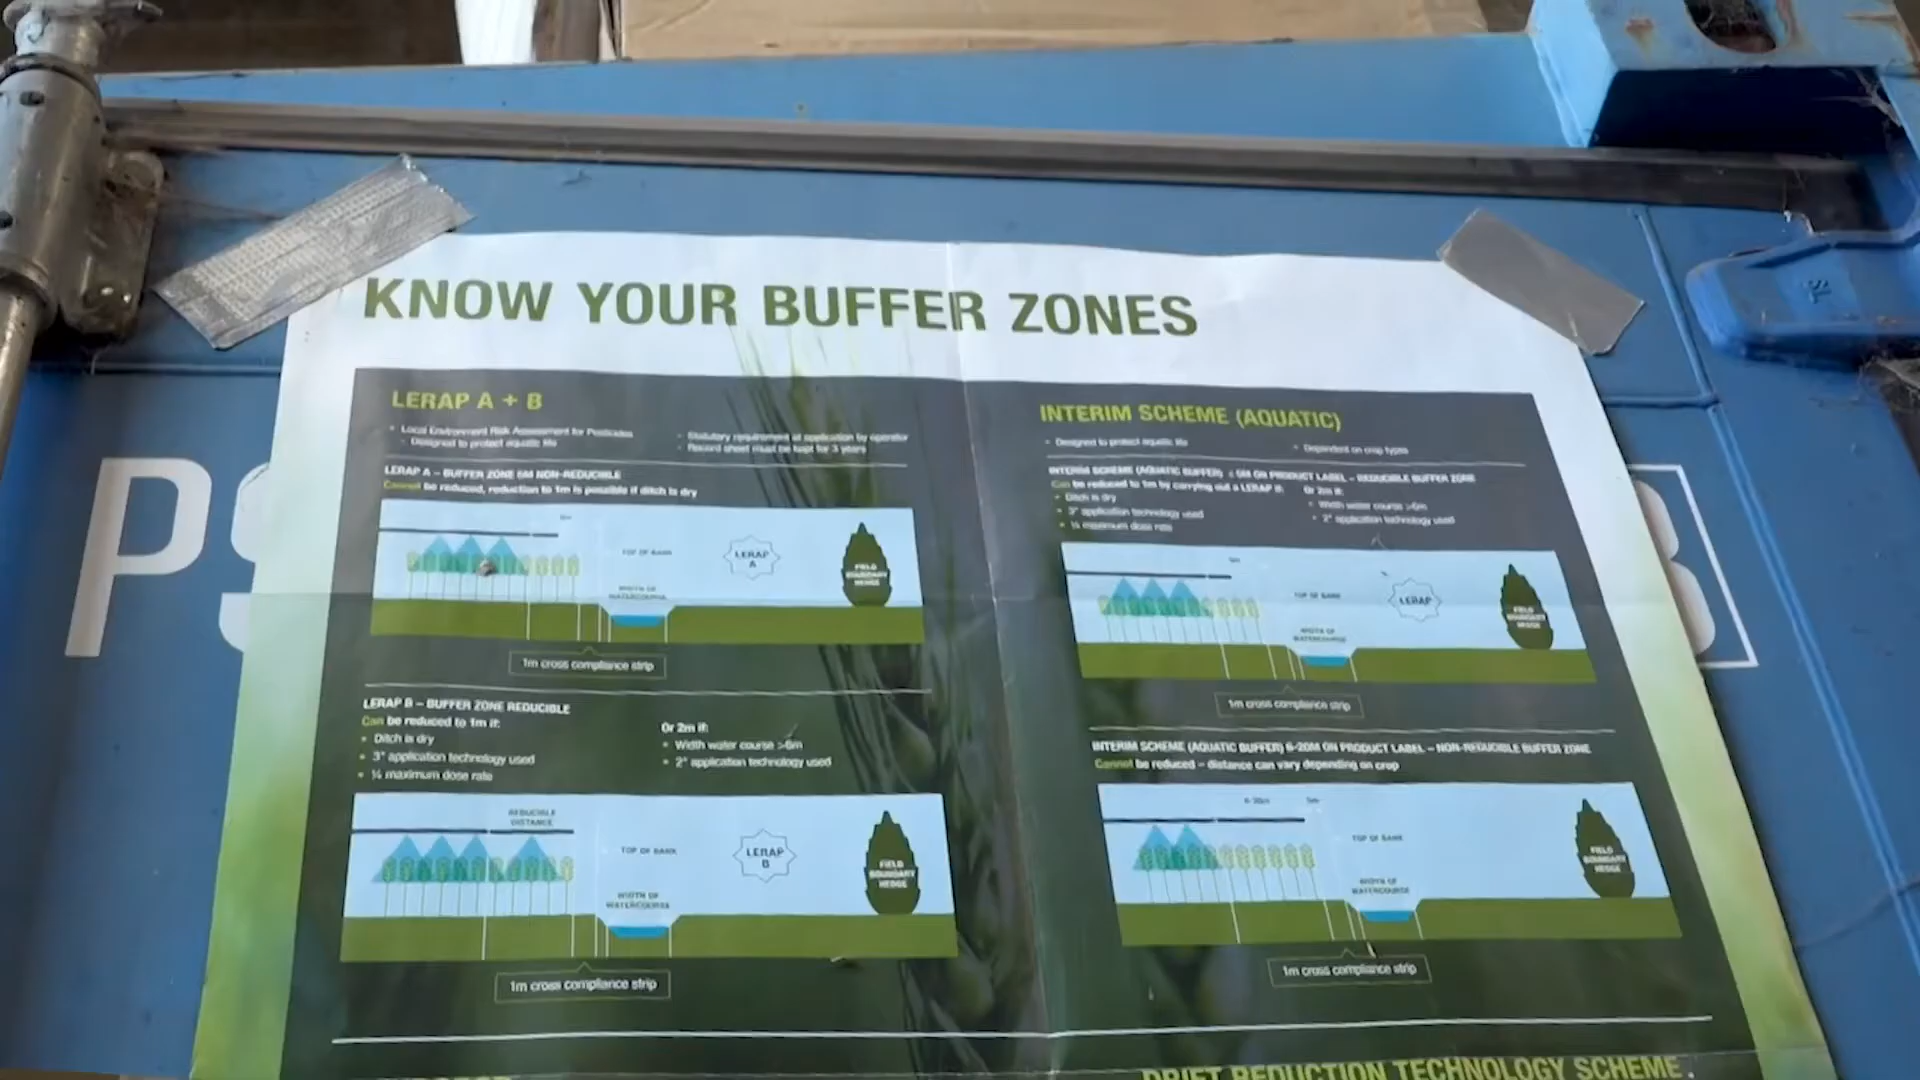 KNOW YOUR BUFFER ZONES
LERAP A + B
Local Environment Risk Assessment for Pesticides
Designed to protect aquatic life
Statutory requirement at application by operator
Record sheet must be kept for 3 years
LERAP A – BUFFER ZONE 5M NON-REDUCIBLE
Cannot be reduced, reduction to 1m is possible if ditch is dry
TOP OF BANK
WIDTH OF
WATERCOURSE
LERAP
A
FIELD
BOUNDARY
HEDGE
1m cross compliance strip
LERAP B – BUFFER ZONE REDUCIBLE
Can be reduced to 1m if:
Ditch is dry
3* application technology used
¼ maximum dose rate
Or 2m if:
Width water course >6m
2* application technology used
REDUCIBLE
DISTANCE
TOP OF BANK
WIDTH OF
WATERCOURSE
LERAP
B
FIELD
BOUNDARY
HEDGE
1m cross compliance strip
INTERIM SCHEME (AQUATIC)
Designed to protect aquatic life
Dependent on crop types
INTERIM SCHEME (AQUATIC BUFFER) ≤ 5M ON PRODUCT LABEL – REDUCIBLE BUFFER ZONE
Can be reduced to 1m by carrying out a LERAP if:
Ditch is dry
3* application technology used
¼ maximum dose rate
Or 2m if:
Width water course >6m
2* application technology used
TOP OF BANK
WIDTH OF
WATERCOURSE
LERAP
FIELD
BOUNDARY
HEDGE
1m cross compliance strip
INTERIM SCHEME (AQUATIC BUFFER) 6-20M ON PRODUCT LABEL – NON-REDUCIBLE BUFFER ZONE
Cannot be reduced – distance can vary depending on crop
6-20m
5m
TOP OF BANK
WIDTH OF
WATERCOURSE
FIELD
BOUNDARY
HEDGE
1m cross compliance strip
DRIFT REDUCTION TECHNOLOGY SCHEME